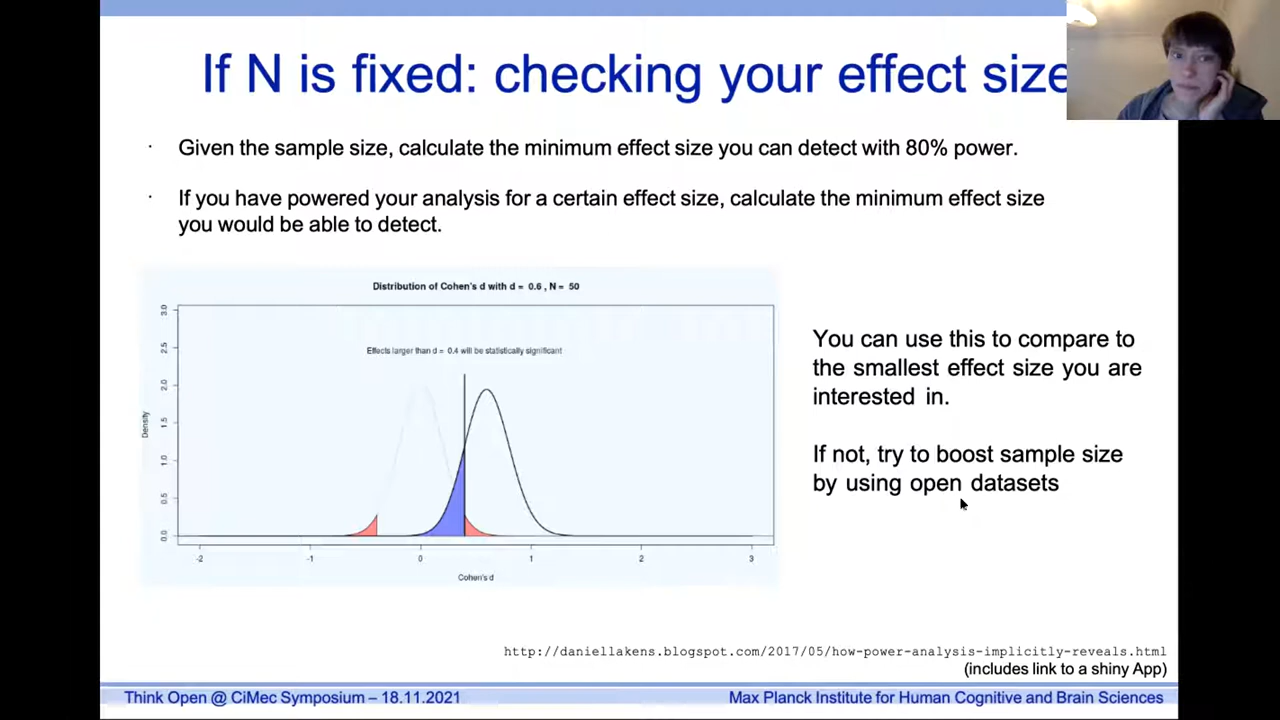 If N is fixed: checking your effect size
· Given the sample size, calculate the minimum effect size you can detect with 80% power.
· If you have powered your analysis for a certain effect size, calculate the minimum effect size
you would be able to detect.
Distribution of Cohen's d with d = 0.6 , N = 50
Effects larger than d = 0.4 will be statistically significant
Density
0.0
0.5
1.0
1.5
2.0
2.5
3.0
-2
-1
0
1
2
3
Cohen's d
You can use this to compare to
the smallest effect size you are
interested in.
If not, try to boost sample size
by using open datasets
http://daniellakens.blogspot.com/2017/05/how-power-analysis-implicitly-reveals.html
(includes link to a shiny App)
Think Open @ CiMec Symposium – 18.11.2021
Max Planck Institute for Human Cognitive and Brain Sciences